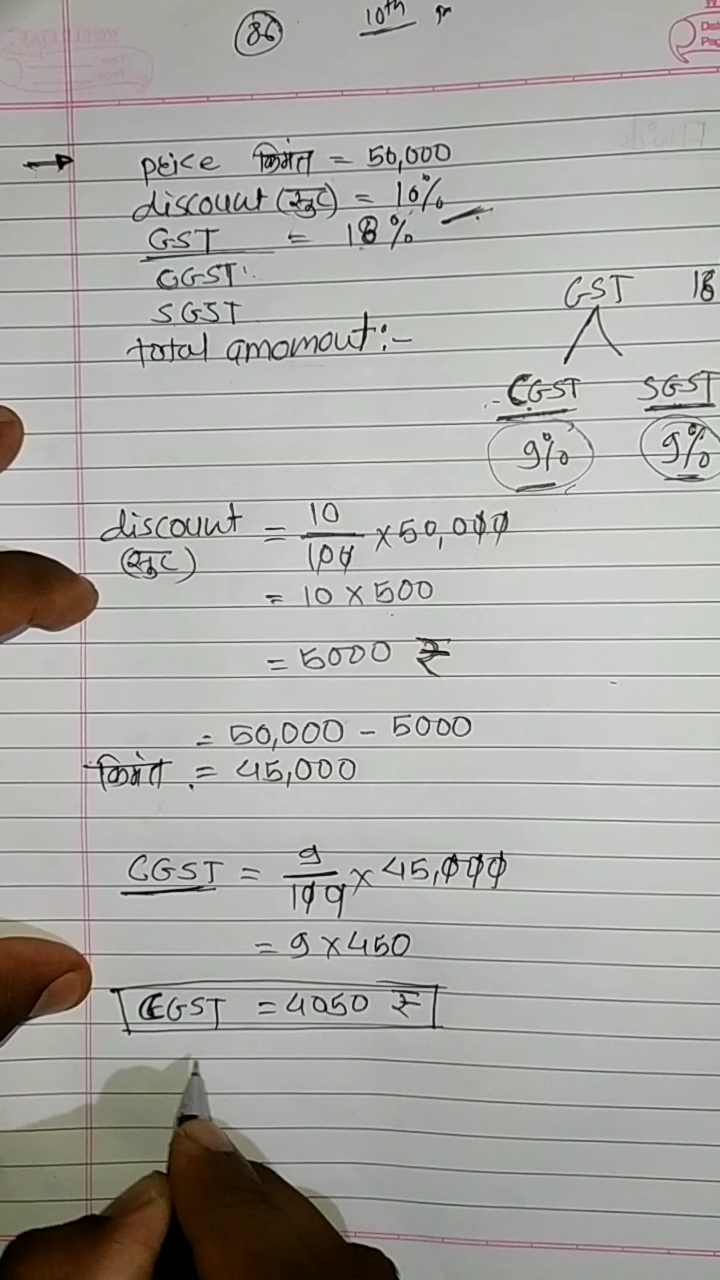 86
10th
Dat
Pag
price किंमत = 50,000
discount (सूट) = 10%
GST = 18%
CGST
SGST
total amomout:-
GST 18
CGST SGST
9% 9%
discount = 10/100 × 50,000
(सूट)
= 10 × 500
= 5000 ₹
= 50,000 - 5000
किंमत = 45,000
CGST = 9/100 × 45,000
= 9 × 450
CGST = 4050 ₹